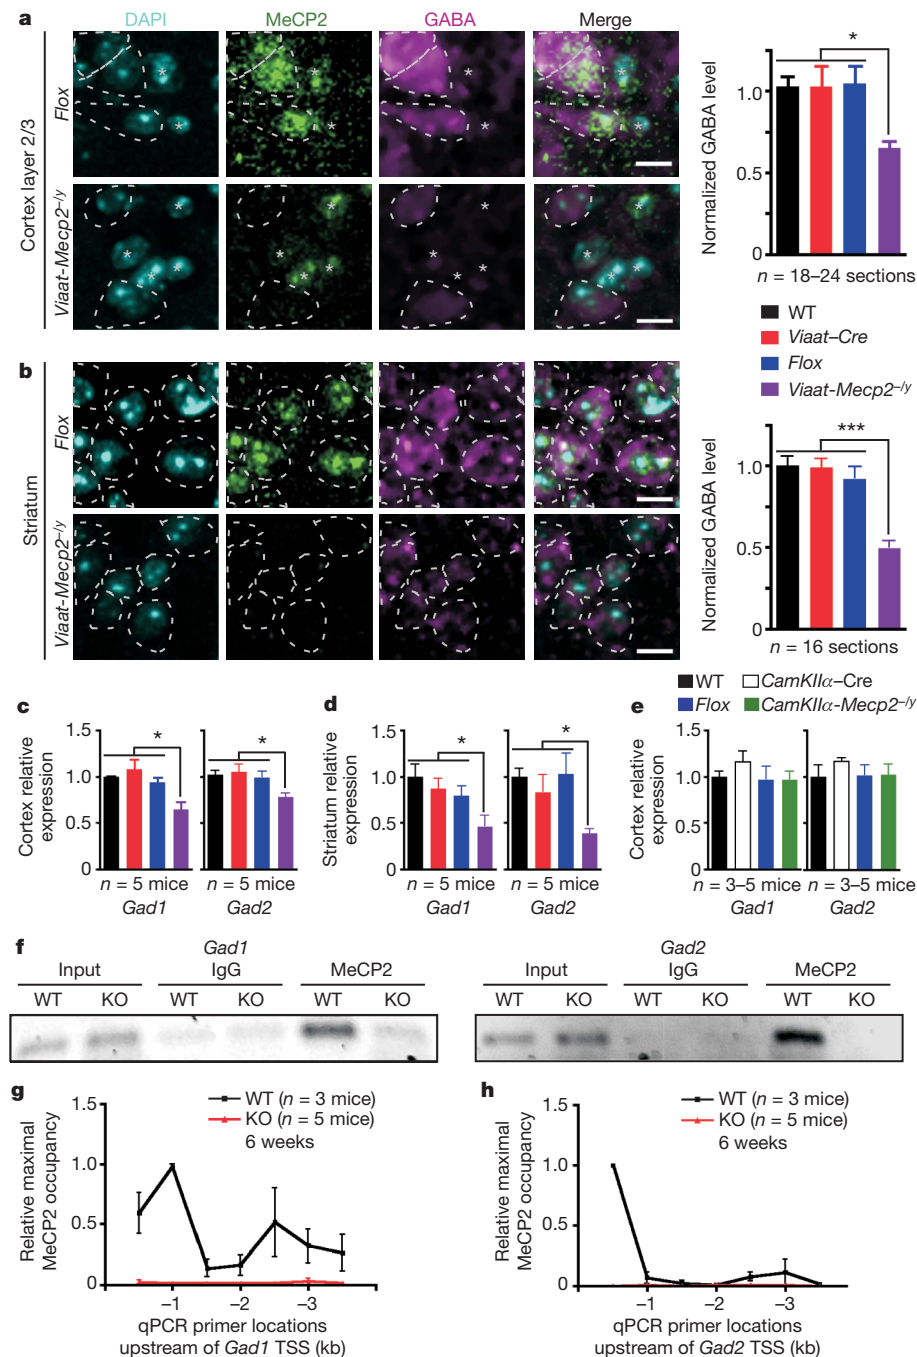 a
DAPI
MeCP2
GABA
Merge
Cortex layer 2/3
Flox
Viaat-Mecp2–/y
* * * * * * * *
Normalized GABA level
1.0
0.5
0
*
n = 18–24 sections
WT
Viaat–Cre
Flox
Viaat-Mecp2–/y
b
Striatum
Flox
Viaat-Mecp2–/y
Normalized GABA level
1.0
0.5
0
***
n = 16 sections
WT
CamKIIα–Cre
Flox
CamKIIα-Mecp2–/y
c
Cortex relative
expression
1.5
1.0
0.5
0
*
*
n = 5 mice
n = 5 mice
Gad1
Gad2
d
Striatum relative
expression
1.5
1.0
0.5
0
*
*
n = 5 mice
n = 5 mice
Gad1
Gad2
e
Cortex relative
expression
1.5
1.0
0.5
0
n = 3–5 mice
n = 3–5 mice
Gad1
Gad2
f
Gad1
Input
IgG
MeCP2
WT KO WT KO WT KO
Gad2
Input
IgG
MeCP2
WT KO WT KO WT KO
g
Relative maximal
MeCP2 occupancy
1.5
1.0
0.5
0
WT (n = 3 mice)
KO (n = 5 mice)
6 weeks
–1 –2 –3
qPCR primer locations
upstream of Gad1 TSS (kb)
h
Relative maximal
MeCP2 occupancy
1.5
1.0
0.5
0
WT (n = 3 mice)
KO (n = 5 mice)
6 weeks
–1 –2 –3
qPCR primer locations
upstream of Gad2 TSS (kb)